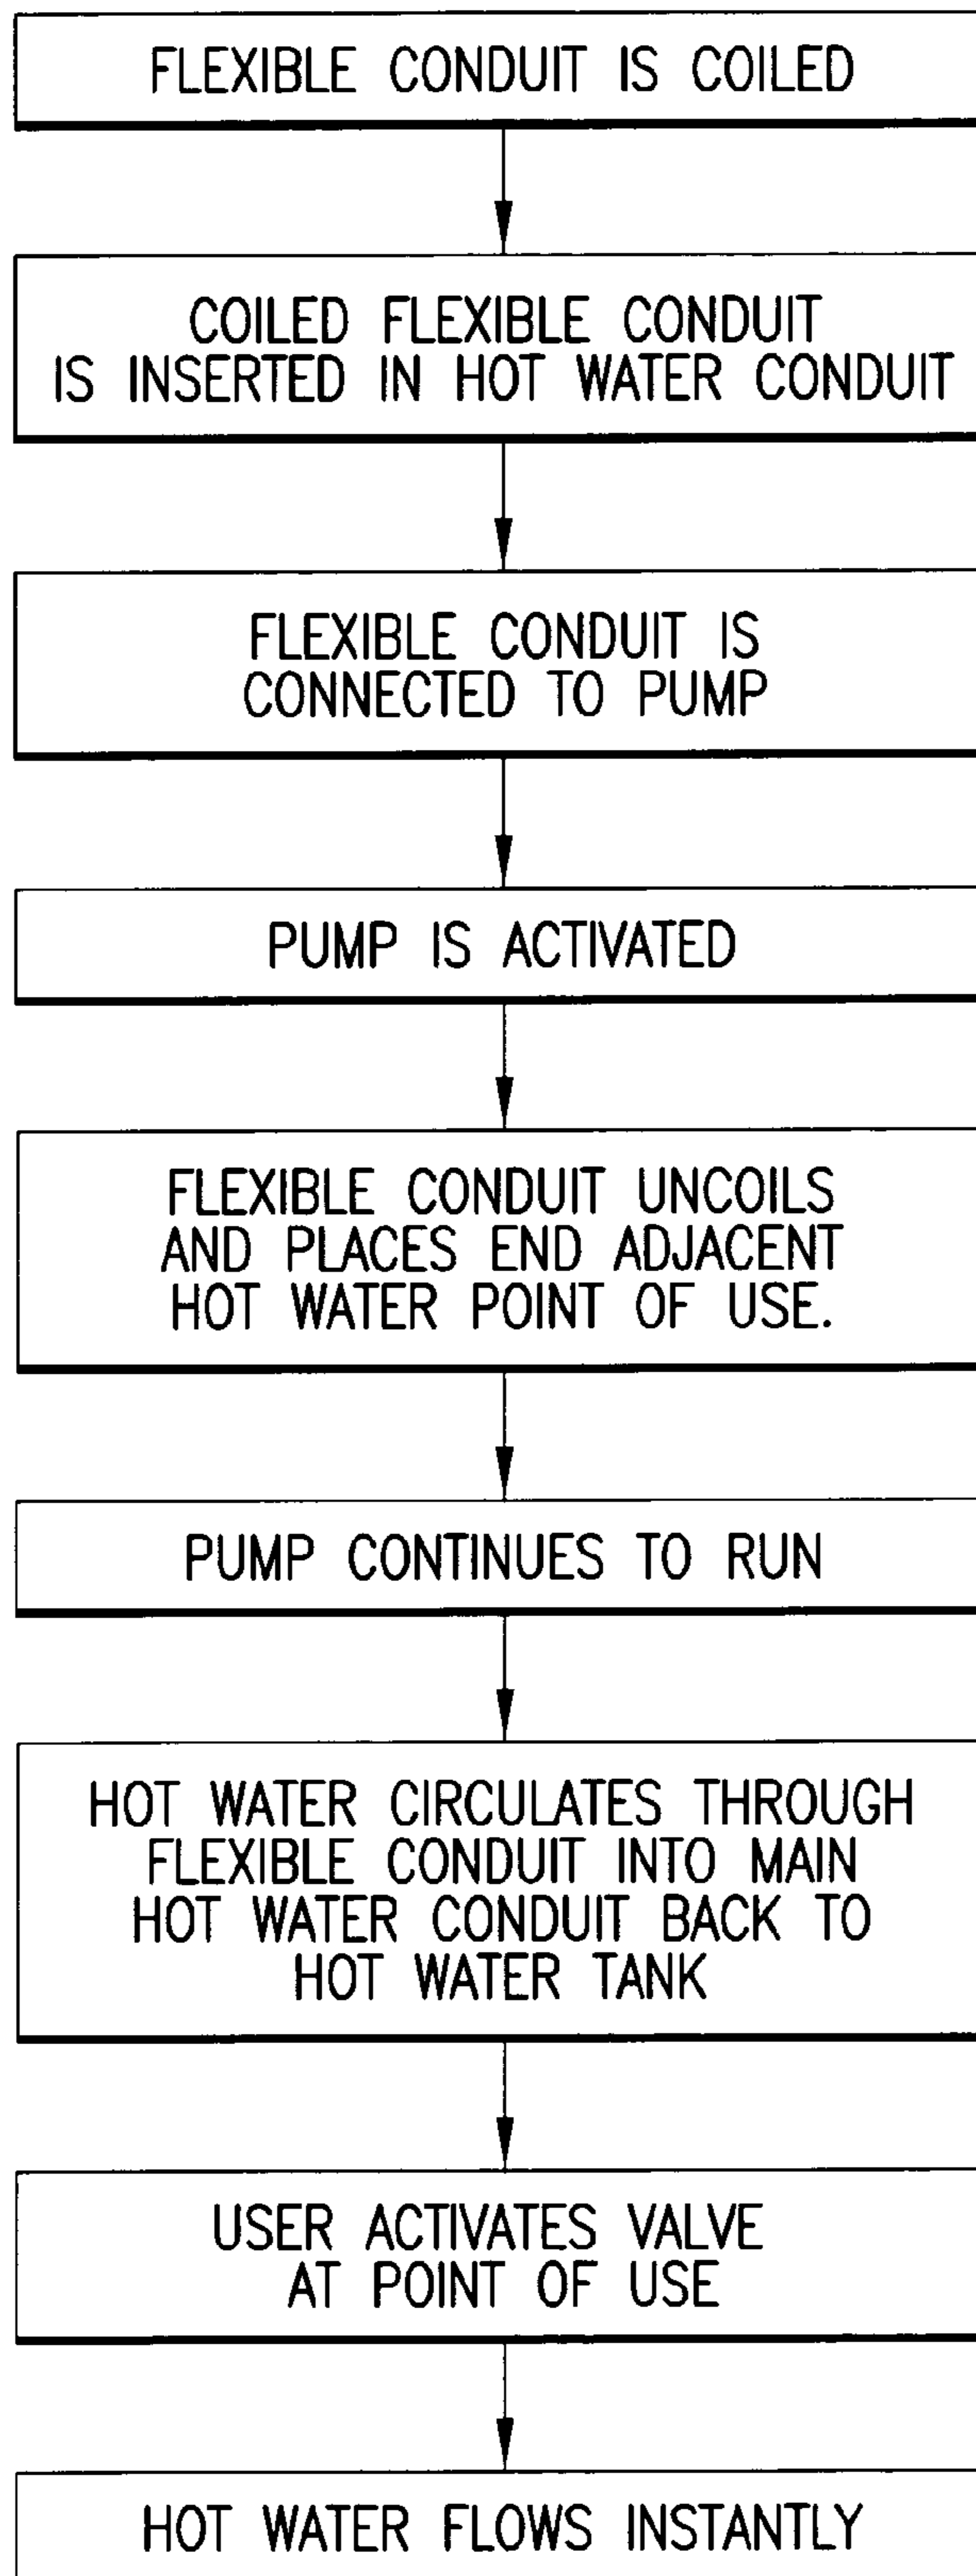 FLEXIBLE CONDUIT IS COILED
COILED FLEXIBLE CONDUIT
IS INSERTED IN HOT WATER CONDUIT
FLEXIBLE CONDUIT IS
CONNECTED TO PUMP
PUMP IS ACTIVATED
FLEXIBLE CONDUIT UNCOILS
AND PLACES END ADJACENT
HOT WATER POINT OF USE.
PUMP CONTINUES TO RUN
HOT WATER CIRCULATES THROUGH
FLEXIBLE CONDUIT INTO MAIN
HOT WATER CONDUIT BACK TO
HOT WATER TANK
USER ACTIVATES VALVE
AT POINT OF USE
HOT WATER FLOWS INSTANTLY